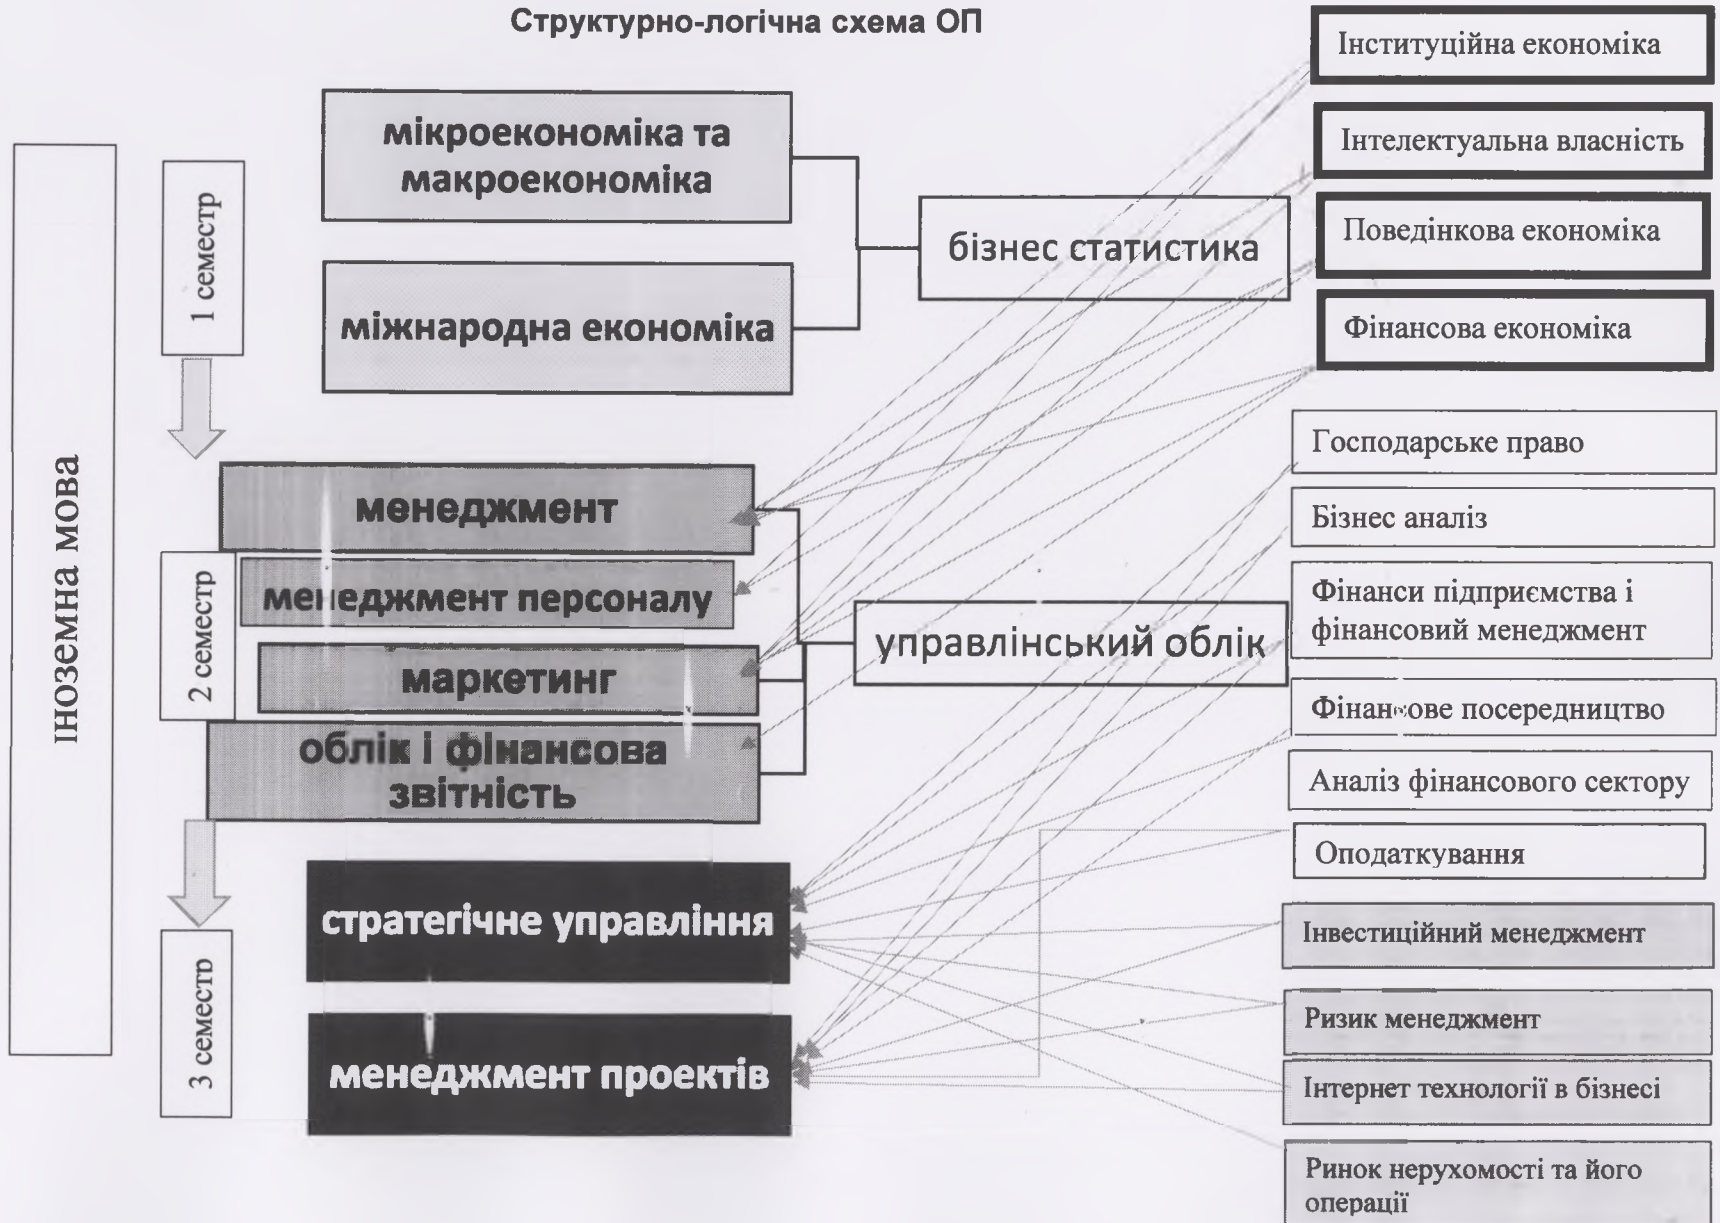 Структурно-логічна схема ОП
ІНОЗЕМНА МОВА
1 семестр
2 семестр
3 семестр
мікроекономіка та
макроекономіка
міжнародна економіка
бізнес статистика
менеджмент
менеджмент персоналу
маркетинг
облік і фінансова
звітність
управлінський облік
стратегічне управління
менеджмент проектів
Інституційна економіка
Інтелектуальна власність
Поведінкова економіка
Фінансова економіка
Господарське право
Бізнес аналіз
Фінанси підприємства і
фінансовий менеджмент
Фінансове посередництво
Аналіз фінансового сектору
Оподаткування
Інвестиційний менеджмент
Ризик менеджмент
Інтернет технології в бізнесі
Ринок нерухомості та його
операції